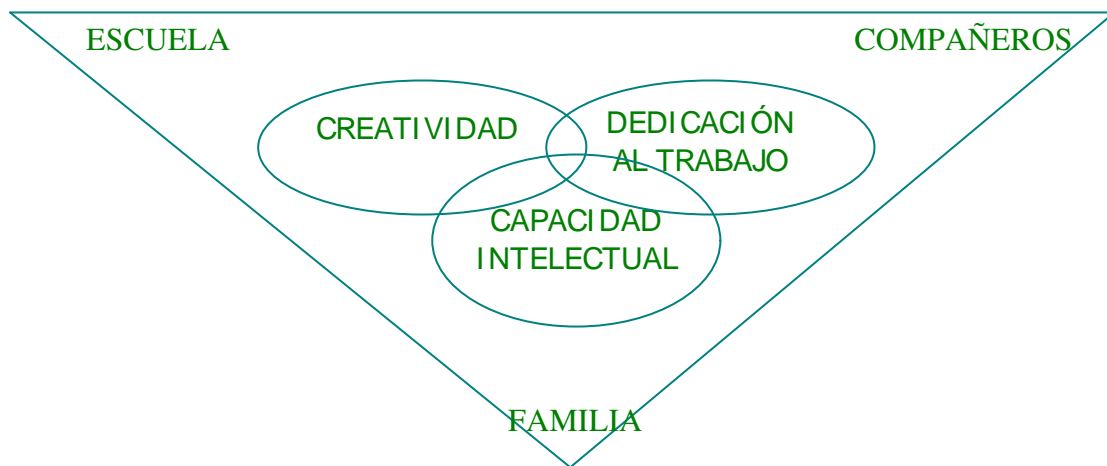 ESCUELA
COMPAÑEROS
CREATIVIDAD
DEDICACIÓN
AL TRABAJO
CAPACIDAD
INTELECTUAL
FAMILIA